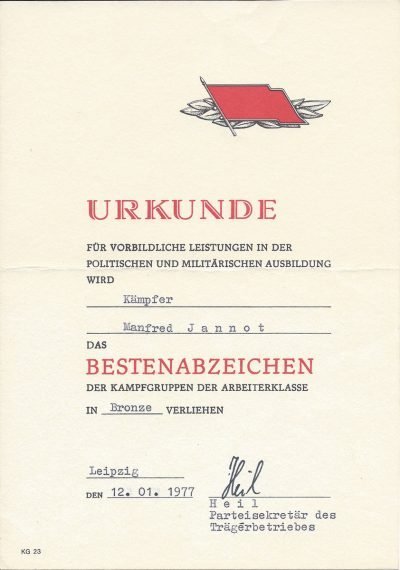 URKUNDE
FÜR VORBILDLICHE LEISTUNGEN IN DER
POLITISCHEN UND MILITÄRISCHEN AUSBILDUNG
WIRD
Kämpfer
Manfred J a n n o t
DAS
BESTENABZEICHEN
DER KAMPFGRUPPEN DER ARBEITERKLASSE
IN Bronze VERLIEHEN
Leipzig
DEN 12. 01. 1977
Heil
H e i l
Parteisekretär des
Trägerbetriebes
KG 23